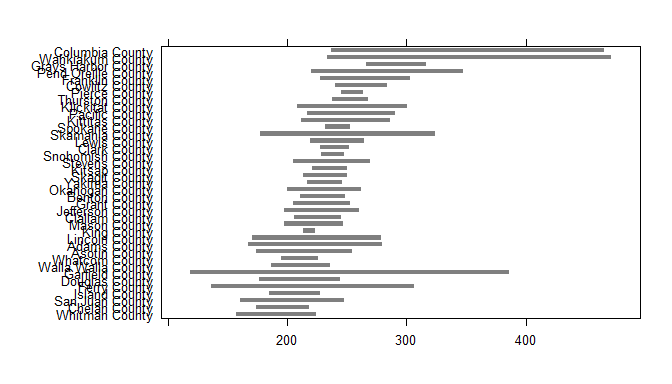 Columbia County
Wahkiakum County
Grays Harbor County
Pend Oreille County
Franklin County
Cowlitz County
Pierce County
Thurston County
Klickitat County
Pacific County
Kittitas County
Spokane County
Skamania County
Lewis County
Clark County
Snohomish County
Stevens County
Kitsap County
Skagit County
Yakima County
Okanogan County
Benton County
Grant County
Jefferson County
Clallam County
Mason County
King County
Lincoln County
Adams County
Asotin County
Whatcom County
Walla Walla County
Garfield County
Douglas County
Ferry County
Island County
San Juan County
Chelan County
Whitman County
200
300
400